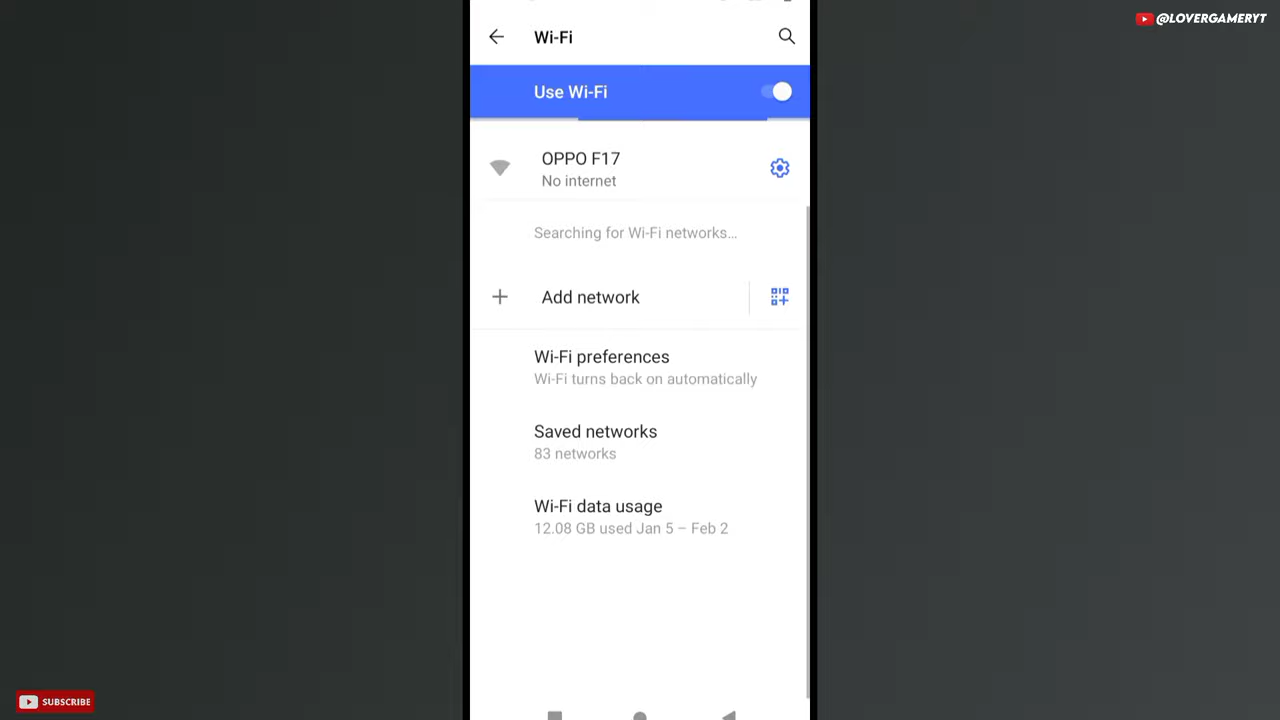 @LOVERGAMERYT
Wi-Fi
Use Wi-Fi
OPPO F17
No internet
Searching for Wi-Fi networks…
Add network
Wi-Fi preferences
Wi-Fi turns back on automatically
Saved networks
83 networks
Wi-Fi data usage
12.08 GB used Jan 5 – Feb 2
SUBSCRIBE